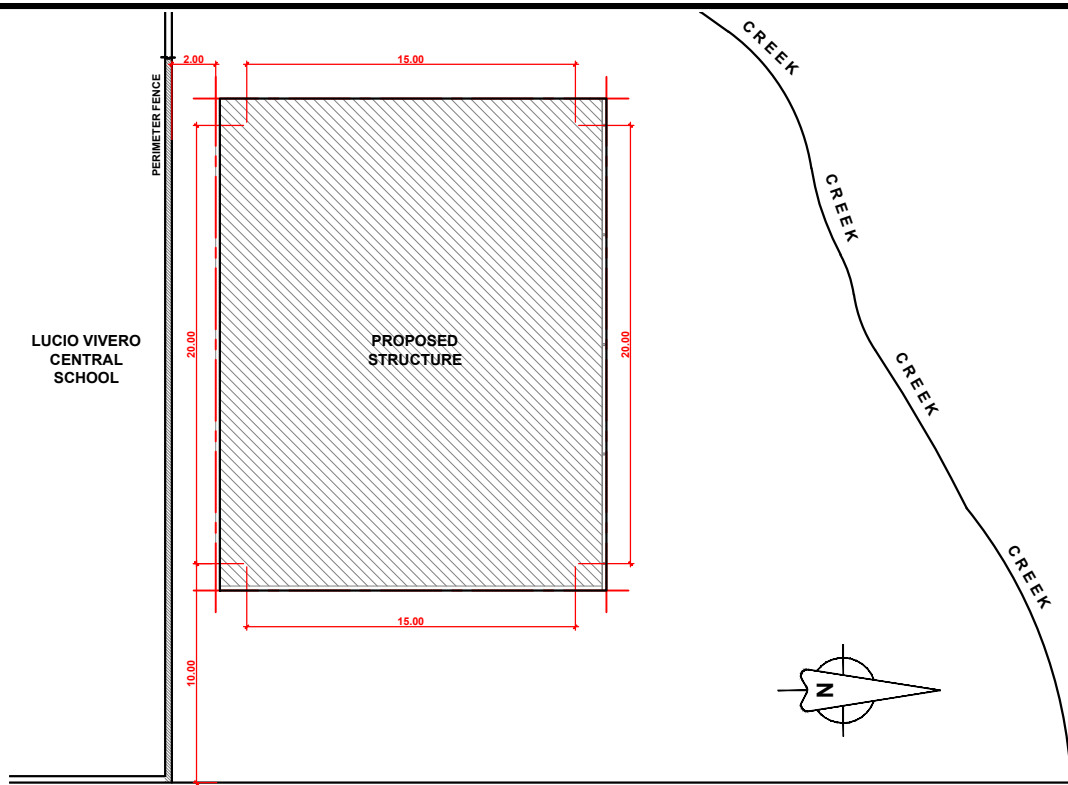 CREEK
2.00
15.00
PERIMETER FENCE
CREEK
LUCIO VIVERO
CENTRAL
SCHOOL
20.00
PROPOSED
STRUCTURE
20.00
CREEK
CREEK
15.00
10.00
N